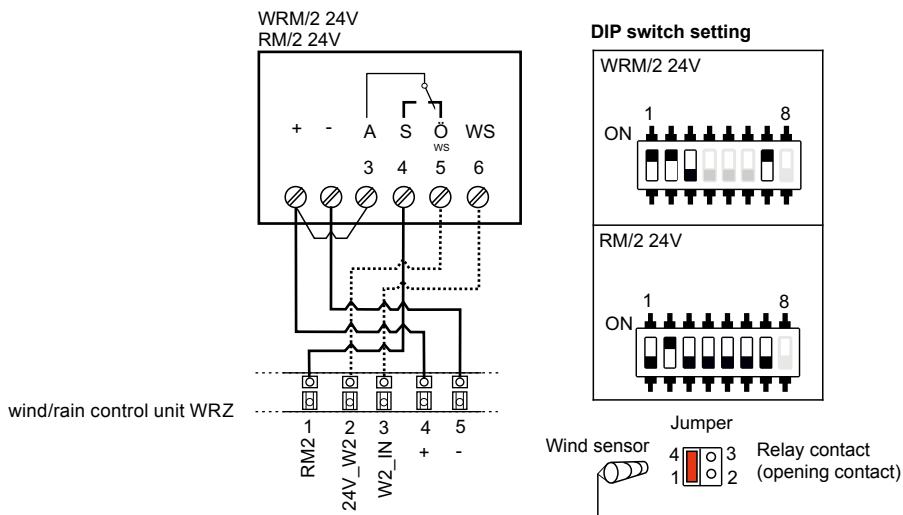 WRM/2 24V
RM/2 24V
+ - A S Ö WS
WS
3 4 5 6
wind/rain control unit WRZ
1 2 3 4 5
RM2 24V_W2 W2_IN + -
DIP switch setting
WRM/2 24V
1 8
ON
RM/2 24V
1 8
ON
Jumper
Wind sensor
4 3
1 2
Relay contact
(opening contact)